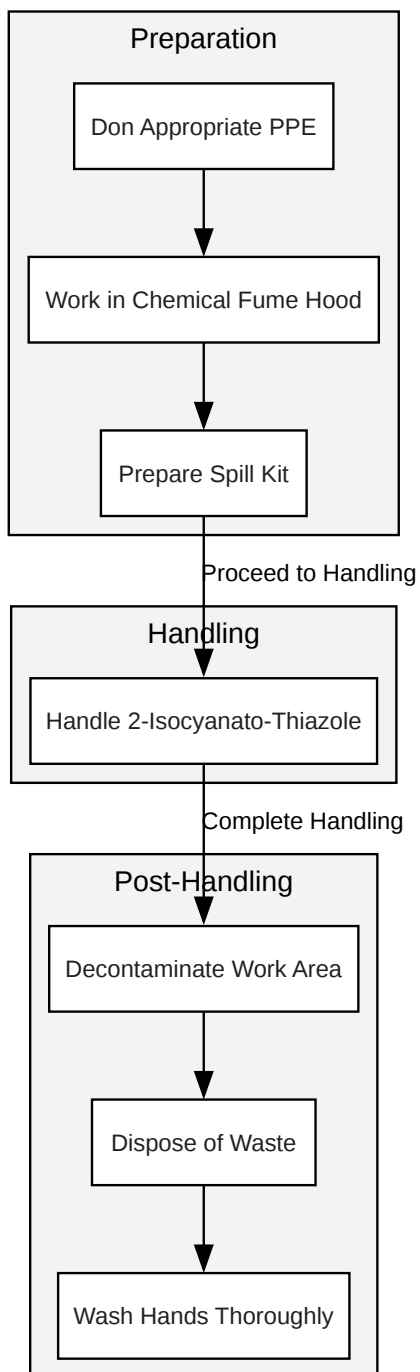 Preparation
Don Appropriate PPE
Work in Chemical Fume Hood
Prepare Spill Kit
Proceed to Handling
Handling
Handle 2-Isocyanato-Thiazole
Complete Handling
Post-Handling
Decontaminate Work Area
Dispose of Waste
Wash Hands Thoroughly